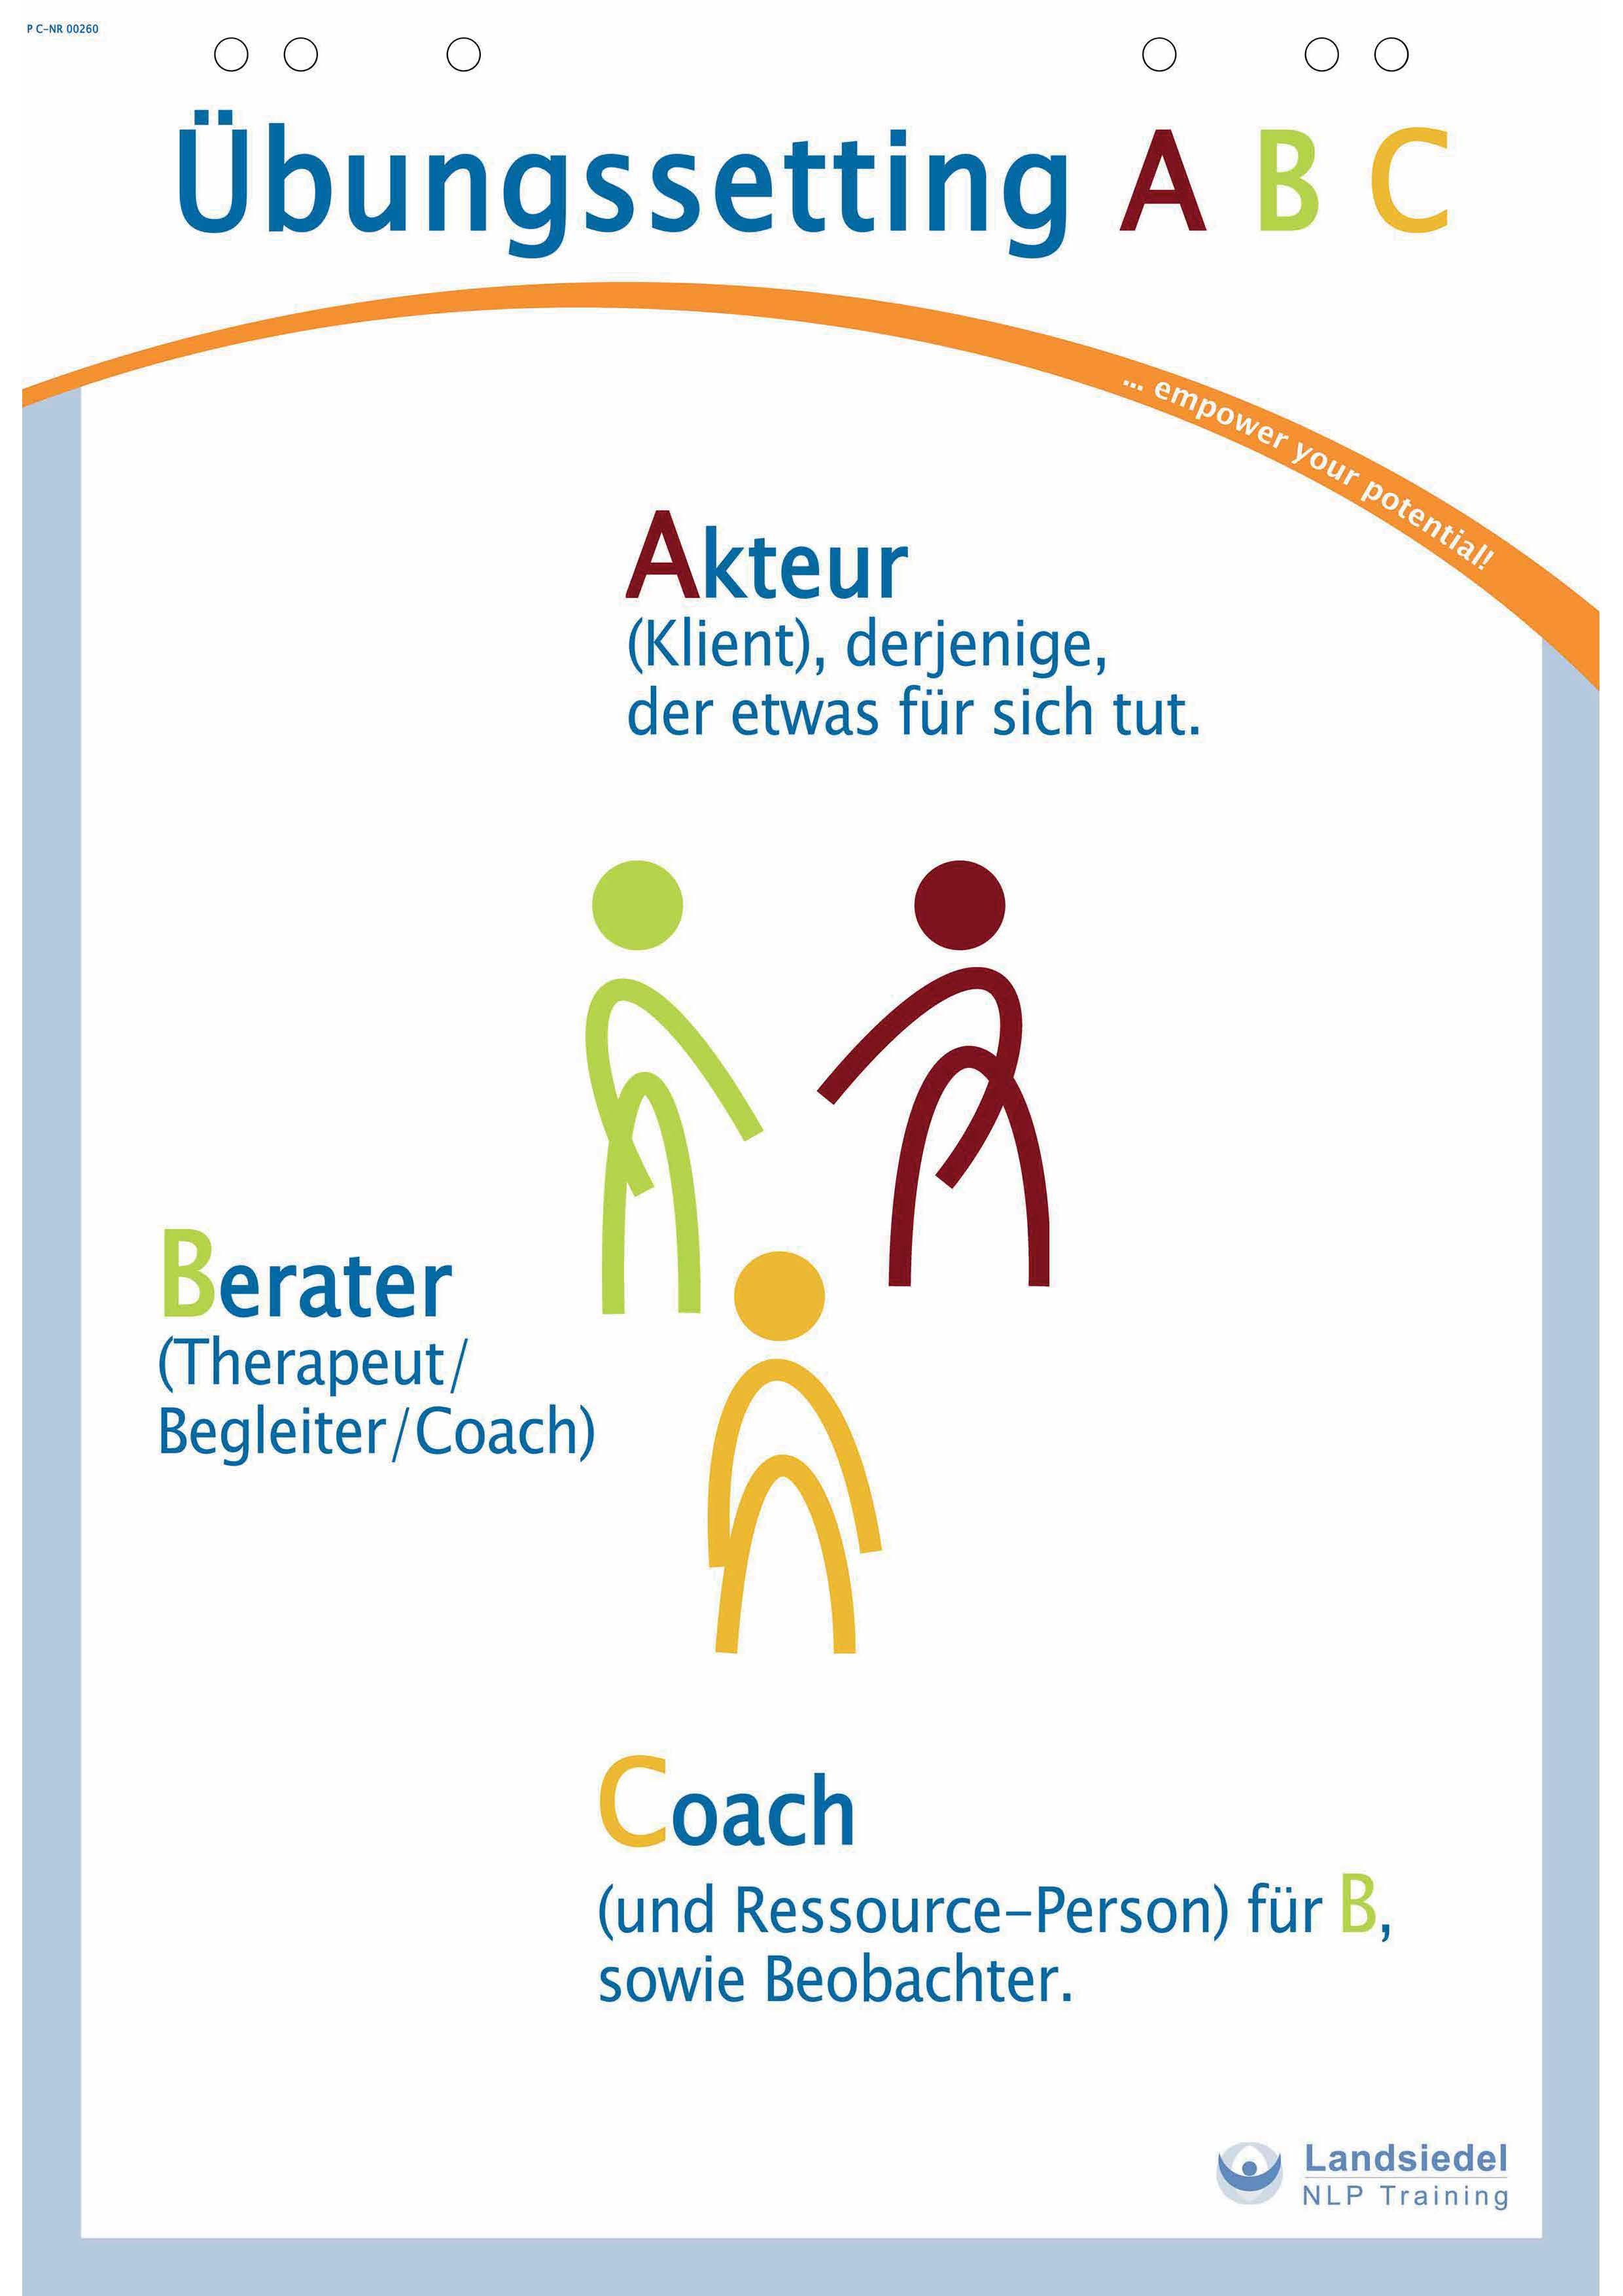 P C-NR 00260
Übungssetting A B C
... empower your potential!
Akteur
(Klient), derjenige,
der etwas für sich tut.
Berater
(Therapeut/
Begleiter/Coach)
Coach
(und Ressource-Person) für B,
sowie Beobachter.
Landsiedel
NLP Training